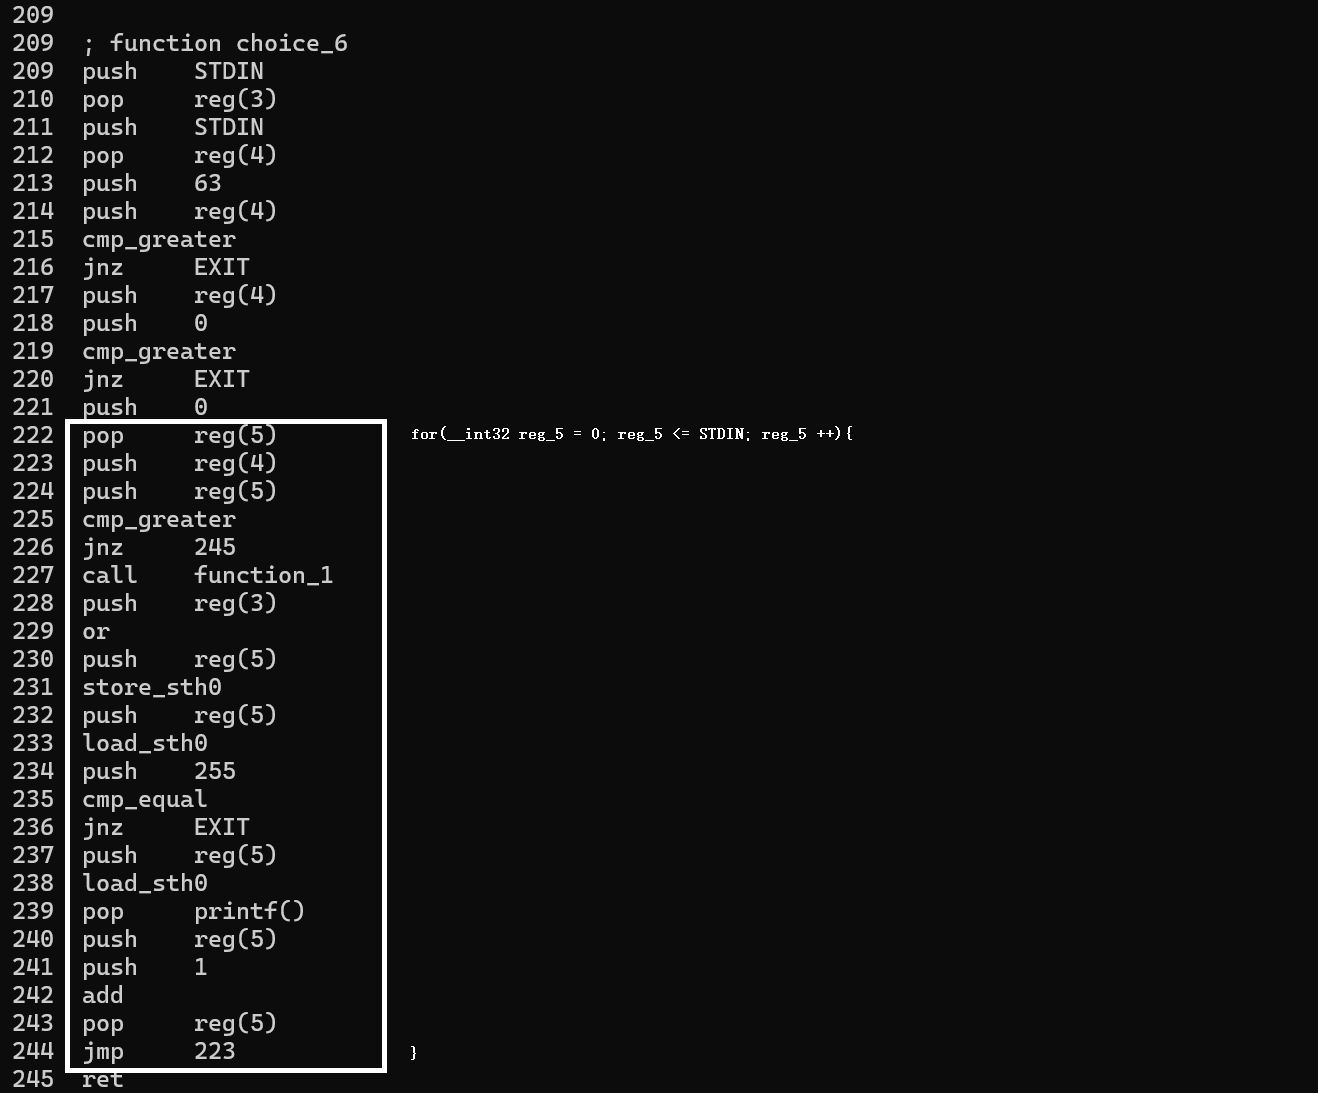 209
209 ; function choice_6
209 push STDIN
210 pop reg(3)
211 push STDIN
212 pop reg(4)
213 push 63
214 push reg(4)
215 cmp_greater
216 jnz EXIT
217 push reg(4)
218 push 0
219 cmp_greater
220 jnz EXIT
221 push 0
222 pop reg(5) for(__int32 reg_5 = 0; reg_5 <= STDIN; reg_5 ++){
223 push reg(4)
224 push reg(5)
225 cmp_greater
226 jnz 245
227 call function_1
228 push reg(3)
229 or
230 push reg(5)
231 store_sth0
232 push reg(5)
233 load_sth0
234 push 255
235 cmp_equal
236 jnz EXIT
237 push reg(5)
238 load_sth0
239 pop printf()
240 push reg(5)
241 push 1
242 add
243 pop reg(5)
244 jmp 223 }
245 ret